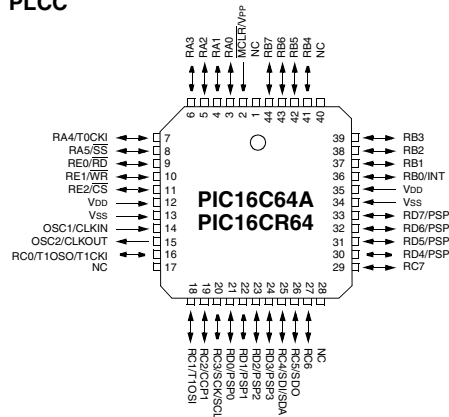 PLCC
RA3
RA2
RA1
RA0
MCLR/VPP
NC
RB7
RB6
RB5
RB4
NC
6
5
4
3
2
1
44
43
42
41
40
RA4/T0CKI 7
RA5/SS 8
RE0/RD 9
RE1/WR 10
RE2/CS 11
VDD 12
VSS 13
OSC1/CLKIN 14
OSC2/CLKOUT 15
RC0/T1OSO/T1CKI 16
NC 17
PIC16C64A
PIC16CR64
39 RB3
38 RB2
37 RB1
36 RB0/INT
35 VDD
34 VSS
33 RD7/PSP
32 RD6/PSP
31 RD5/PSP
30 RD4/PSP
29 RC7
18
19
20
21
22
23
24
25
26
27
28
RC1/T1OSI
RC2/CCP1
RC3/SCK/SCL
RD0/PSP0
RD1/PSP1
RD2/PSP2
RD3/PSP3
RC4/SDI/SDA
RC5/SDO
RC6
NC